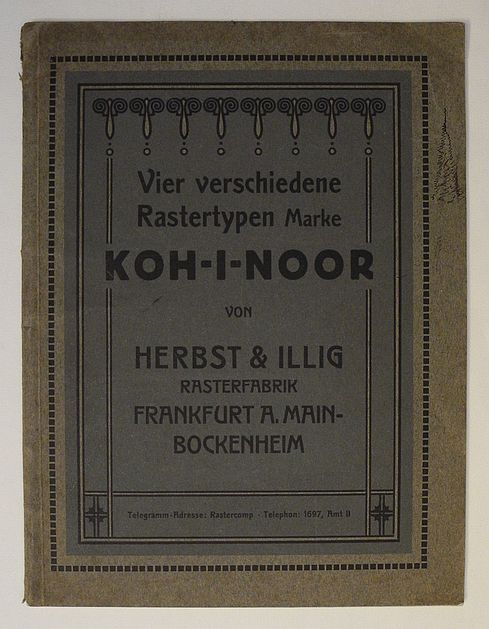 Vier verschiedene
Rastertypen Marke
KOH-I-NOOR
VON
HERBST & ILLIG
RASTERFABRIK
FRANKFURT A. MAIN-
BOCKENHEIM
Telegramm-Adresse: Rastercomp · Telephon: 1697, Amt II